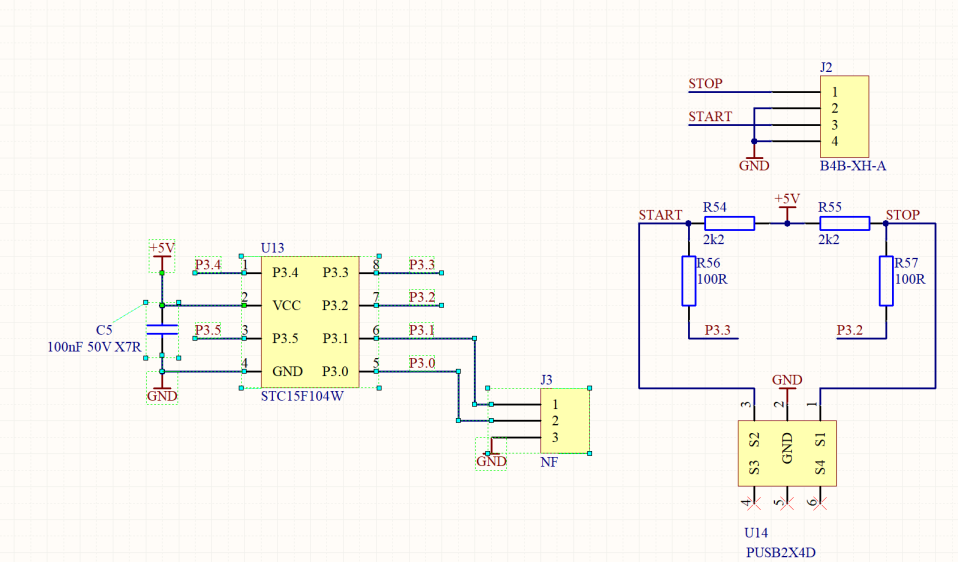 J2
STOP 1
2
START 3
4
GND
B4B-XH-A
+5V
START R54 R55 STOP
2k2 2k2
R56 R57
100R 100R
P3.3 P3.2
+5V U13
P3.4 1 P3.4 P3.3 8 P3.3
2 VCC P3.2 7 P3.2
C5
100nF 50V X7R
P3.5 3 P3.5 P3.1 6 P3.1
4 GND P3.0 5 P3.0
GND STC15F104W
J3
1
2
3
GND NF
GND
3 2 1
S2 GND S1
S3 S4
4 5 6
U14
PUSB2X4D